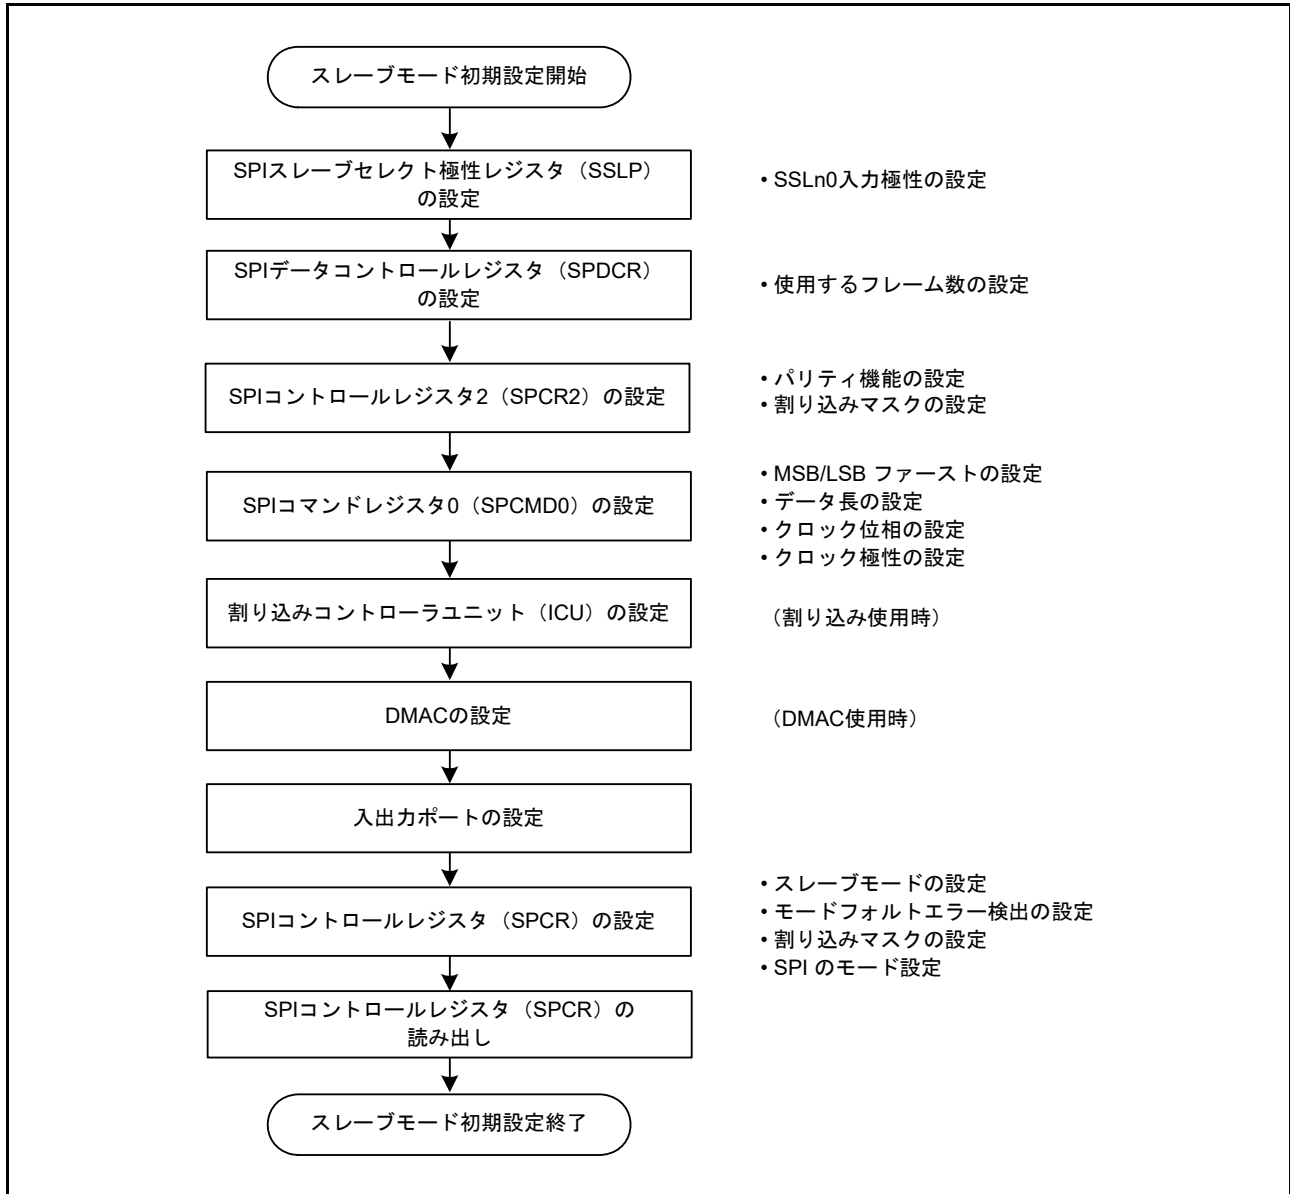 スレーブモード初期設定開始
SPIスレーブセレクト極性レジスタ（SSLP）
の設定
• SSLn0入力極性の設定
SPIデータコントロールレジスタ（SPDCR）
の設定
• 使用するフレーム数の設定
SPIコントロールレジスタ2（SPCR2）の設定
• パリティ機能の設定
• 割り込みマスクの設定
SPIコマンドレジスタ0（SPCMD0）の設定
• MSB/LSB ファーストの設定
• データ長の設定
• クロック位相の設定
• クロック極性の設定
割り込みコントローラユニット（ICU）の設定
（割り込み使用時）
DMACの設定
（DMAC使用時）
入出力ポートの設定
SPIコントロールレジスタ（SPCR）の設定
• スレーブモードの設定
• モードフォルトエラー検出の設定
• 割り込みマスクの設定
• SPI のモード設定
SPIコントロールレジスタ（SPCR）の
読み出し
スレーブモード初期設定終了